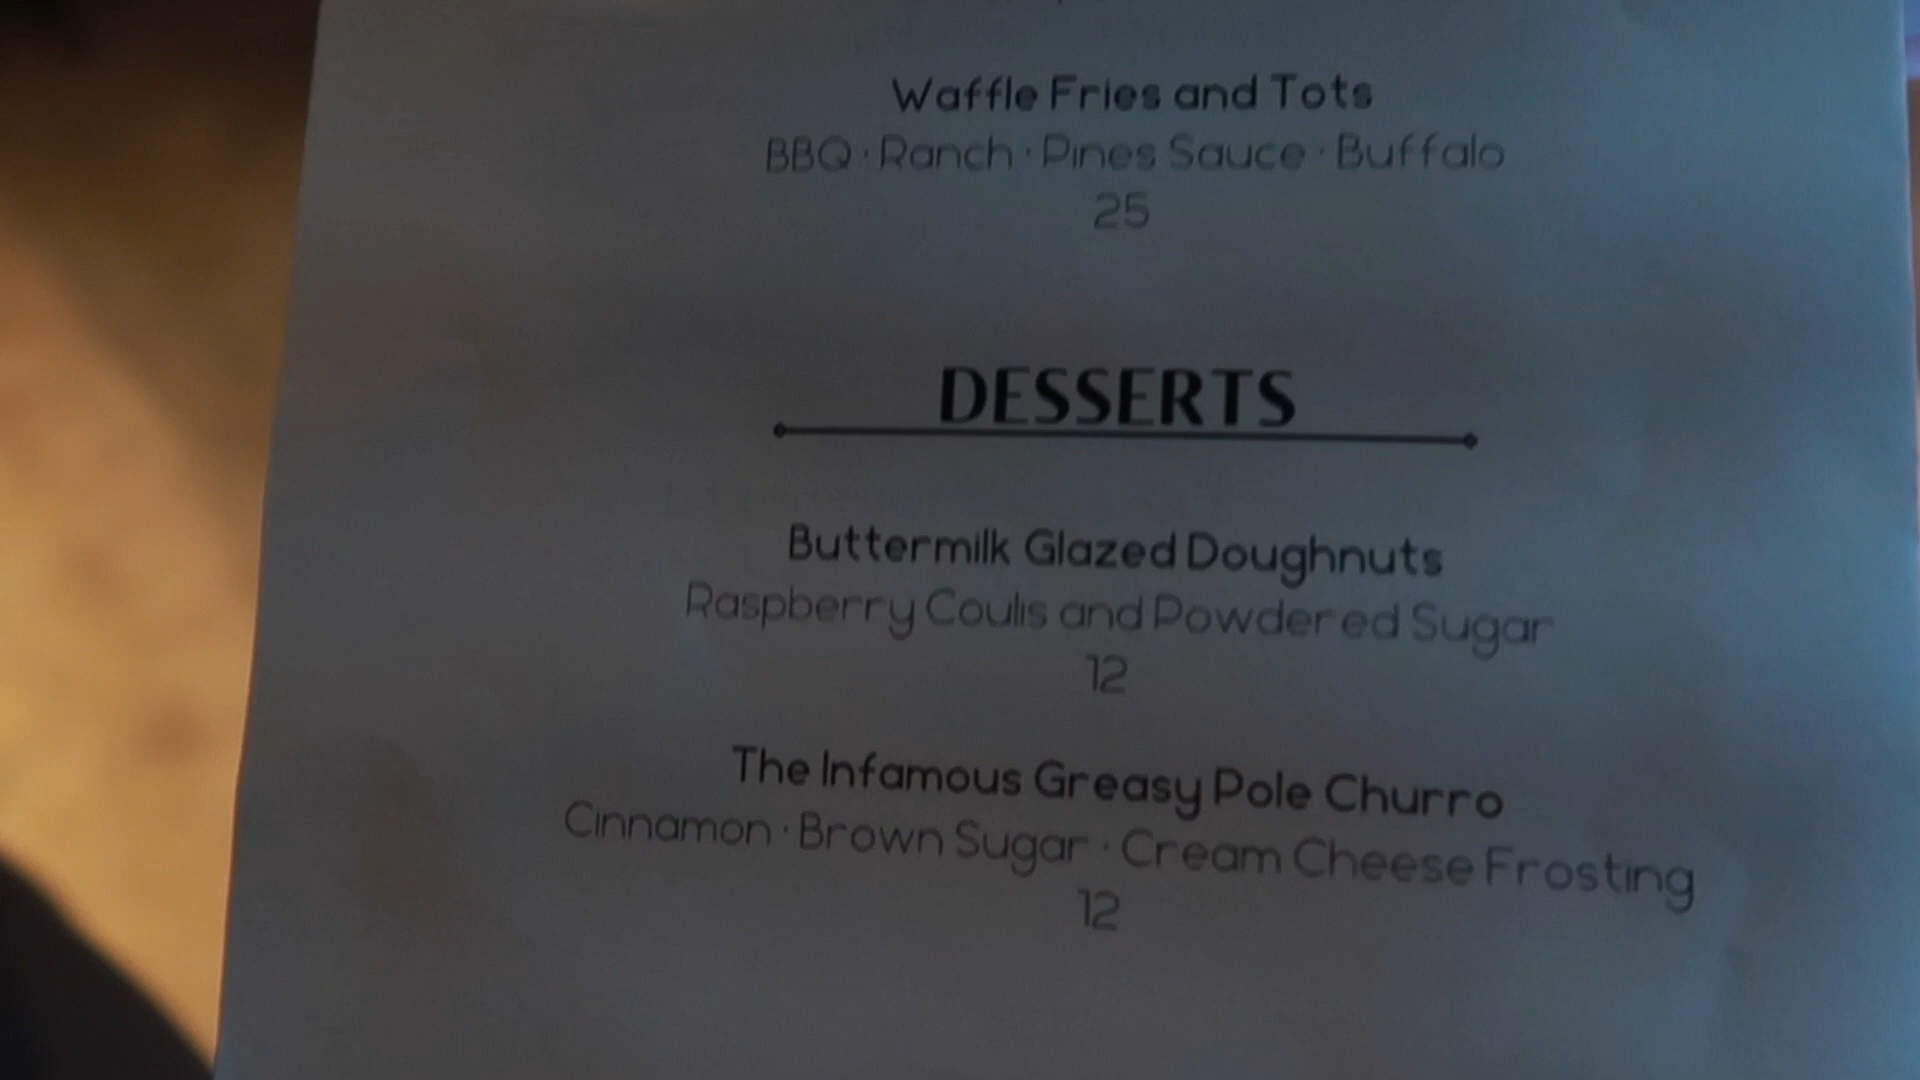 Waffle Fries and Tots
BBQ · Ranch · Pines Sauce · Buffalo
25
DESSERTS
Buttermilk Glazed Doughnuts
Raspberry Coulis and Powdered Sugar
12
The Infamous Greasy Pole Churro
Cinnamon · Brown Sugar · Cream Cheese Frosting
12